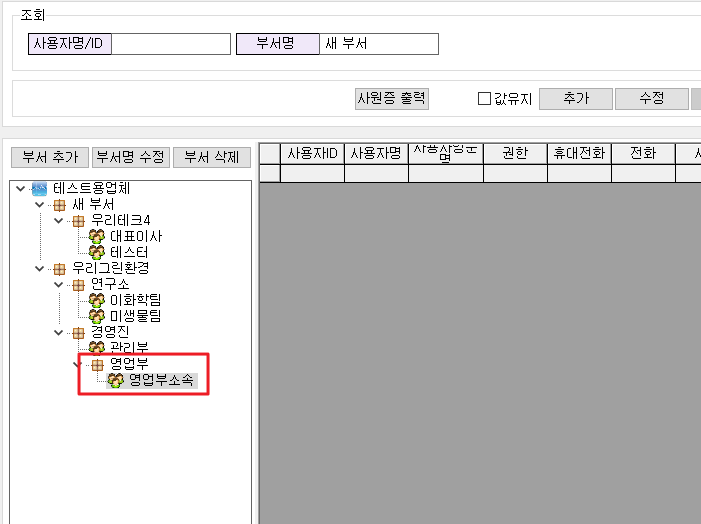 조회
사용자명/ID 부서명 새 부서
사원증 출력 값유지 추가 수정
부서 추가 부서명 수정 부서 삭제
사용자ID 사용자명 사용자영문명 권한 휴대전화 전화
테스트용업체
새 부서
우리테크4
대표이사
테스터
우리그린환경
연구소
이화학팀
미생물팀
경영진
관리부
영업부
영업부소속